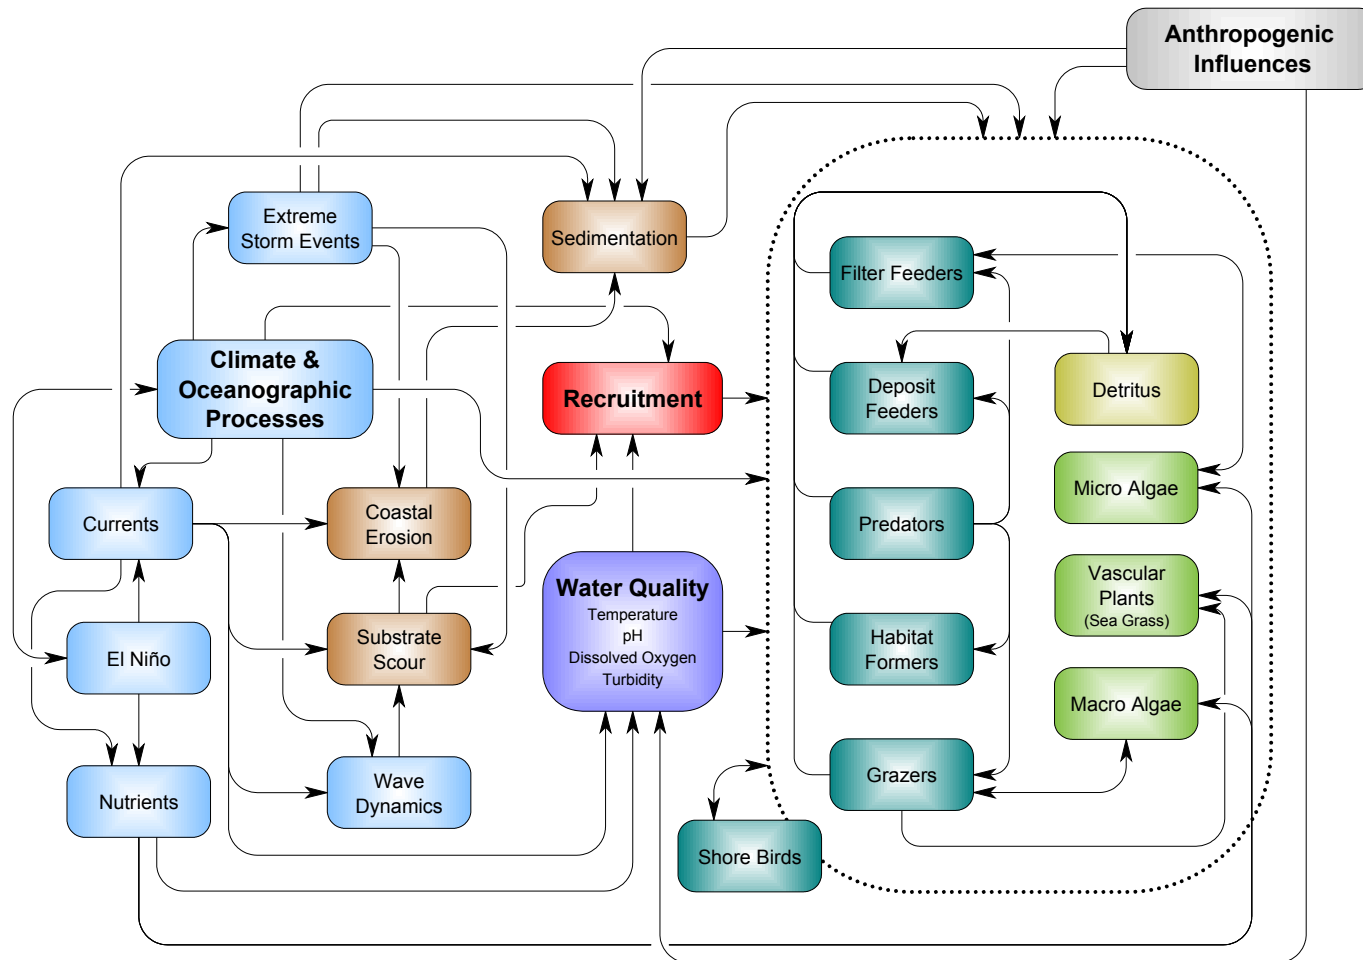 Anthropogenic
Influences
Extreme
Storm Events
Sedimentation
Filter Feeders
Climate &
Oceanographic
Processes
Recruitment
Deposit
Feeders
Detritus
Currents
Coastal
Erosion
Predators
Micro Algae
Water Quality
Temperature
pH
Dissolved Oxygen
Turbidity
Vascular
Plants
(Sea Grass)
El Niño
Substrate
Scour
Habitat
Formers
Macro Algae
Nutrients
Wave
Dynamics
Grazers
Shore Birds